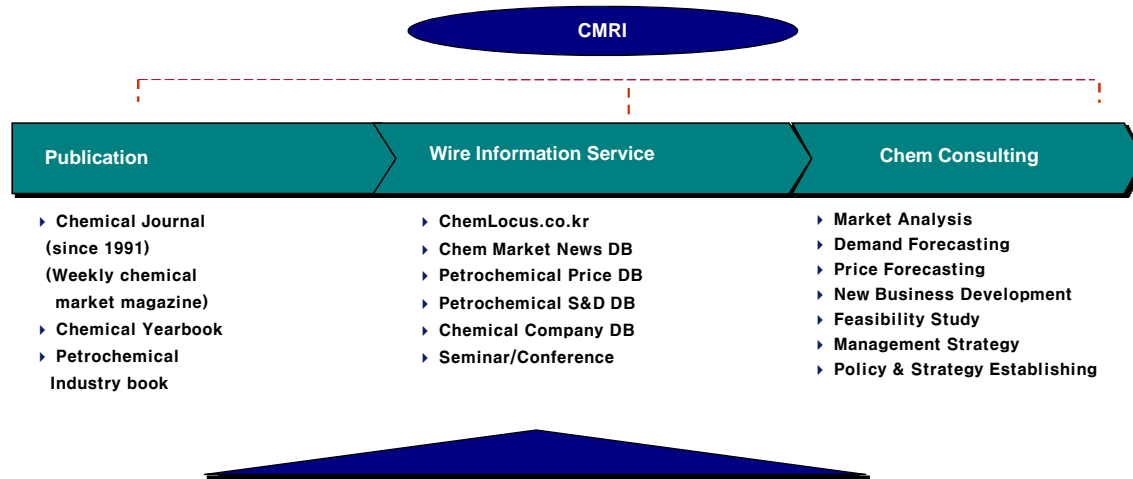 CMRI
Publication
Chemical Journal
(since 1991)
(Weekly chemical
market magazine)
Chemical Yearbook
Petrochemical
Industry book
Wire Information Service
ChemLocus.co.kr
Chem Market News DB
Petrochemical Price DB
Petrochemical S&D DB
Chemical Company DB
Seminar/Conference
Chem Consulting
Market Analysis
Demand Forecasting
Price Forecasting
New Business Development
Feasibility Study
Management Strategy
Policy & Strategy Establishing